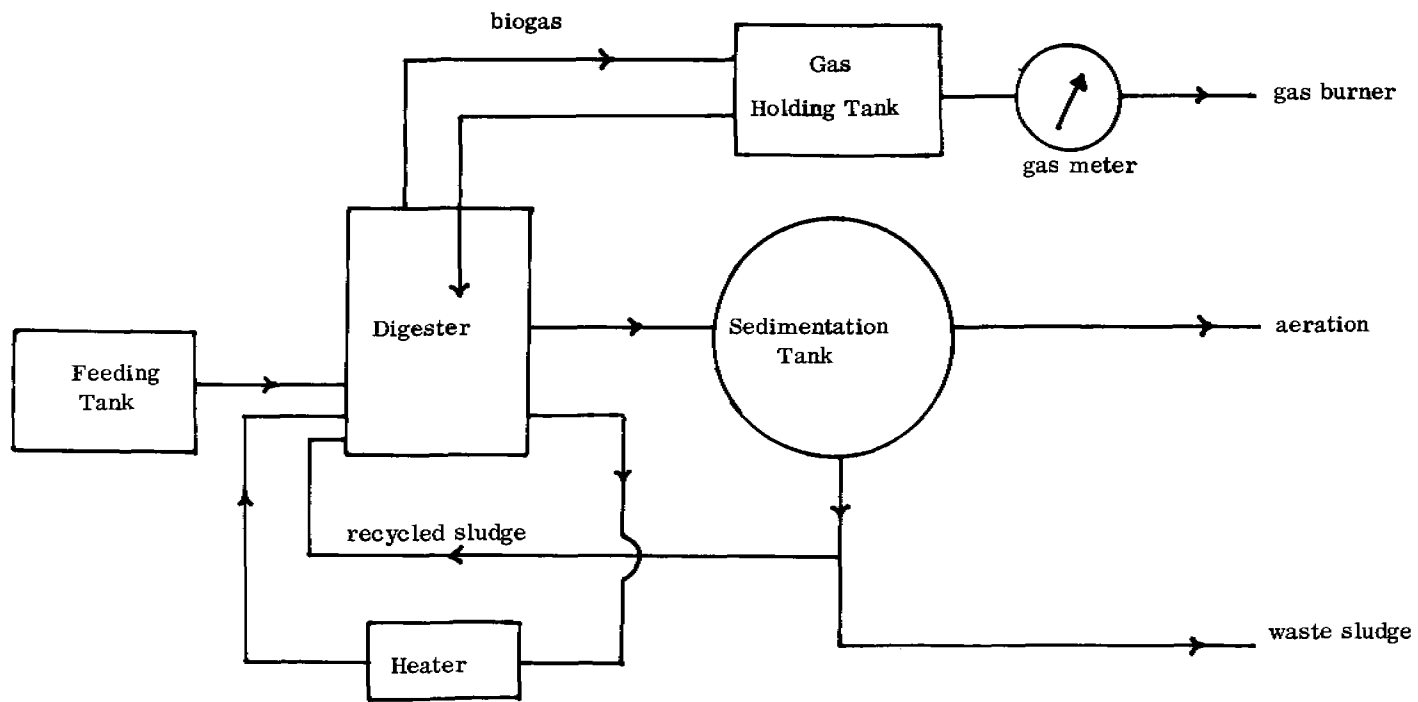 biogas
Gas
Holding Tank
gas burner
gas meter
Digester
Sedimentation
Tank
aeration
Feeding
Tank
recycled sludge
waste sludge
Heater